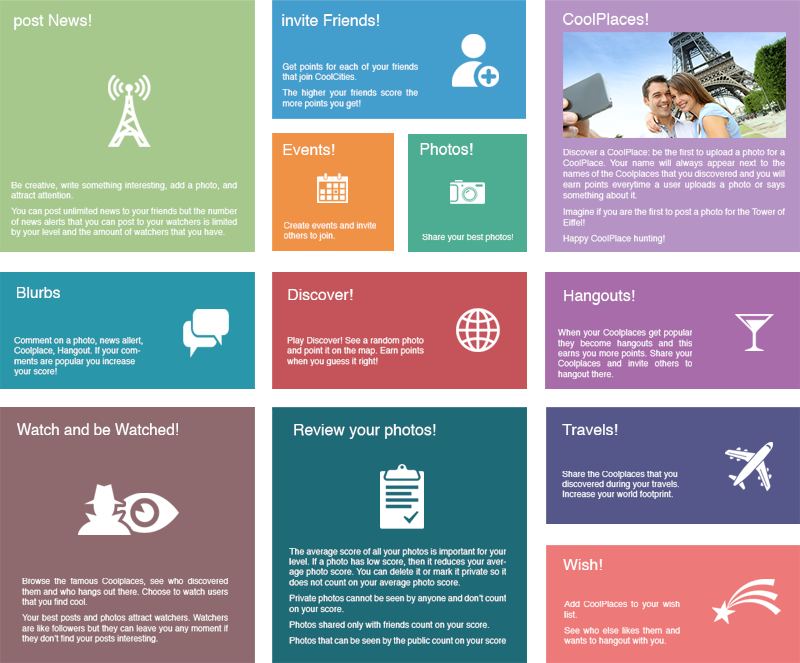 post News!
Be creative, write something interesting, add a photo, and
attract attention.
You can post unlimited news to your friends but the number
of news alerts that you can post to your watchers is limited
by your level and the amount of watchers that you have.
invite Friends!
Get points for each of your friends
that join CoolCities.
The higher your friends score the
more points you get!
Events!
Create events and invite
others to join.
Photos!
Share your best photos!
CoolPlaces!
Discover a CoolPlace: be the first to upload a photo for a
CoolPlace. Your name will always appear next to the
names of the Coolplaces that you discovered and you will
earn points everytime a user uploads a photo or says
something about it.
Imagine if you are the first to post a photo for the Tower of
Eiffel!
Happy CoolPlace hunting!
Blurbs
Comment on a photo, news allert,
Coolplace, Hangout. If your com-
ments are popular you increase
your score!
Discover!
Play Discover! See a random photo
and point it on the map. Earn points
when you guess it right!
Hangouts!
When your Coolplaces get popular
they become hangouts and this
earns you more points. Share your
Coolplaces and invite others to
hangout there.
Watch and be Watched!
Browse the famous Coolplaces, see who discovered
them and who hangs out there. Choose to watch users
that you find cool.
Your best posts and photos attract watchers. Watchers
are like followers but they can leave you any moment if
they don't find your posts interesting.
Review your photos!
The average score of all your photos is important for your
level. If a photo has low score, then it reduces your aver-
age photo score. You can delete it or mark it private so it
does not count on your average photo score.
Private photos cannot be seen by anyone and don't count
on your score.
Photos shared only with friends count on your score.
Photos that can be seen by the public count on your score
Travels!
Share the Coolplaces that you
discovered during your travels.
Increase your world footprint.
Wish!
Add CoolPlaces to your wish
list.
See who else likes them and
wants to hangout with you.